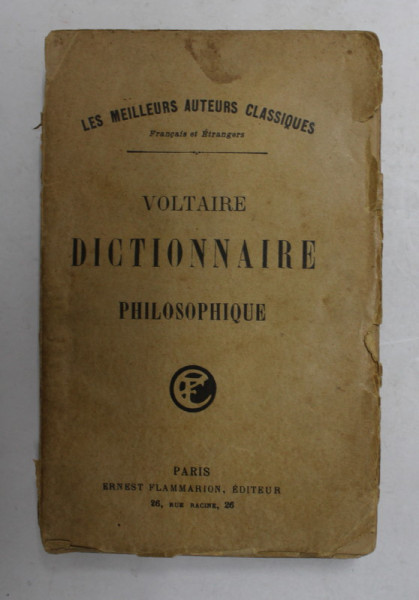 LES MEILLEURS AUTEURS CLASSIQUES
Français et Étrangers
VOLTAIRE
DICTIONNAIRE
PHILOSOPHIQUE
PARIS
ERNEST FLAMMARION, ÉDITEUR
26, RUE RACINE, 26